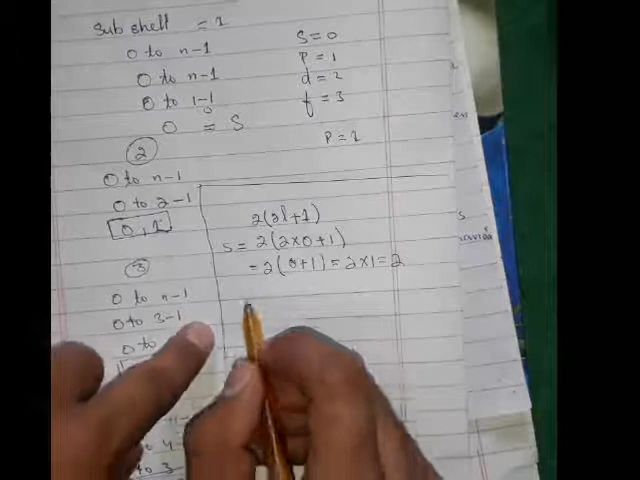 Sub shell = 1
0 to n-1
0 to n-1
0 to 1-1
0
0 = S
S=0
P=1
d=2
f=3
P=1
2
0 to n-1
0 to 2-1
0,1
2(2l+1)
S= 2(2×0+1)
= 2(0+1) = 2×1=2
3
0 to n-1
0 to 3-1
0 to